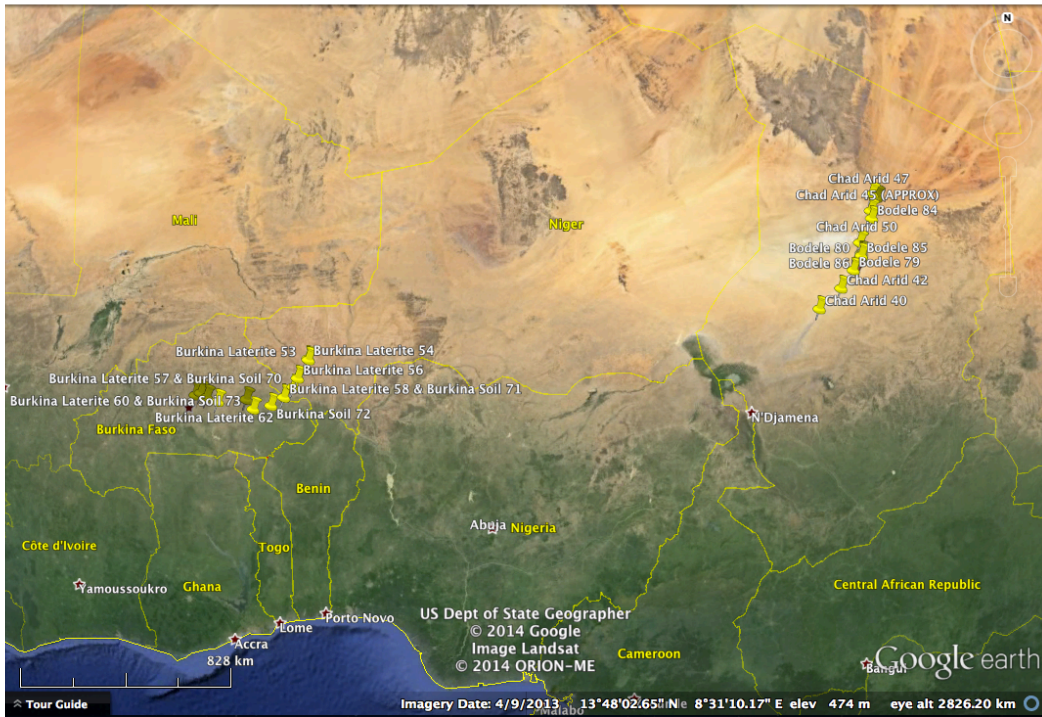 N
Chad Arid 47
Chad Arid 45 (APPROX)
Bodele 84
Mali
Niger
Chad Arid 50
Bodele 80
Bodele 85
Bodele 86
Bodele 79
Chad Arid 42
Chad Arid 40
Burkina Laterite 53
Burkina Laterite 54
Burkina Laterite 56
Burkina Laterite 57 & Burkina Soil 70
Burkina Laterite 58 & Burkina Soil 71
Burkina Laterite 60 & Burkina Soil 73
Burkina Soil 72
Burkina Laterite 62
Burkina Faso
N'Djamena
Benin
Abuja
Nigeria
Côte d'Ivoire
Togo
Yamoussoukro
Ghana
Central African Republic
Porto-Novo
Lome
Accra
US Dept of State Geographer
© 2014 Google
Image Landsat
© 2014 ORION-ME
Cameroon
828 km
Bangui
Google earth
Tour Guide
Imagery Date: 4/9/2013 13°48'02.65" N 8°31'10.17" E elev 474 m eye alt 2826.20 km
Malabo